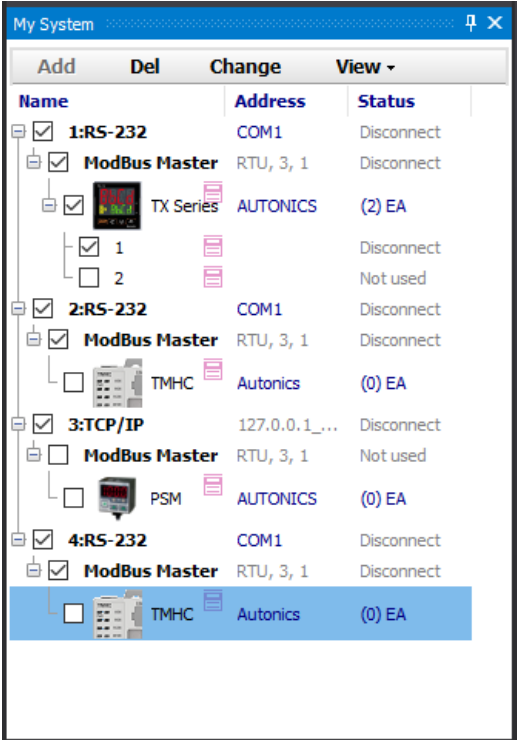 My System
Add Del Change View
Name Address Status
1:RS-232 COM1 Disconnect
ModBus Master RTU, 3, 1 Disconnect
TX Series AUTONICS (2) EA
1 Disconnect
2 Not used
2:RS-232 COM1 Disconnect
ModBus Master RTU, 3, 1 Disconnect
TMHC Autonics (0) EA
3:TCP/IP 127.0.0.1_... Disconnect
ModBus Master RTU, 3, 1 Not used
PSM AUTONICS (0) EA
4:RS-232 COM1 Disconnect
ModBus Master RTU, 3, 1 Disconnect
TMHC Autonics (0) EA